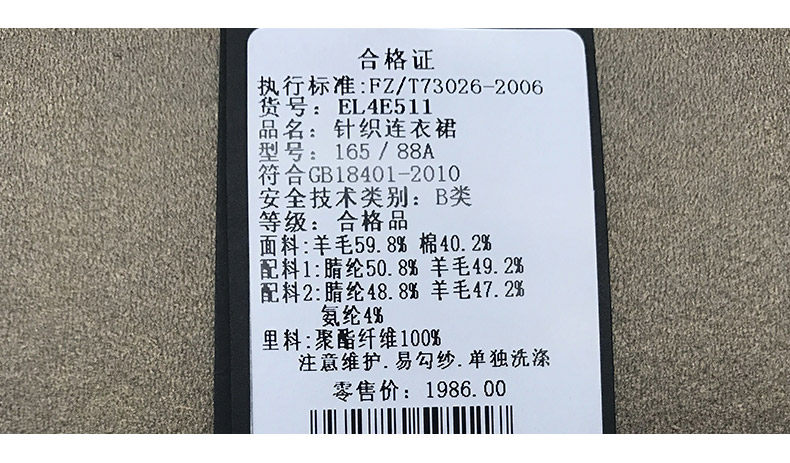 合格证
执行标准:FZ/T73026-2006
货号: EL4E511
品名: 针织连衣裙
型号: 165/88A
符合GB18401-2010
安全技术类别: B类
等级: 合格品
面料:羊毛59.8% 棉40.2%
配料1:腈纶50.8% 羊毛49.2%
配料2:腈纶48.8% 羊毛47.2%
氨纶4%
里料:聚酯纤维100%
注意维护.易勾纱.单独洗涤
零售价: 1986.00